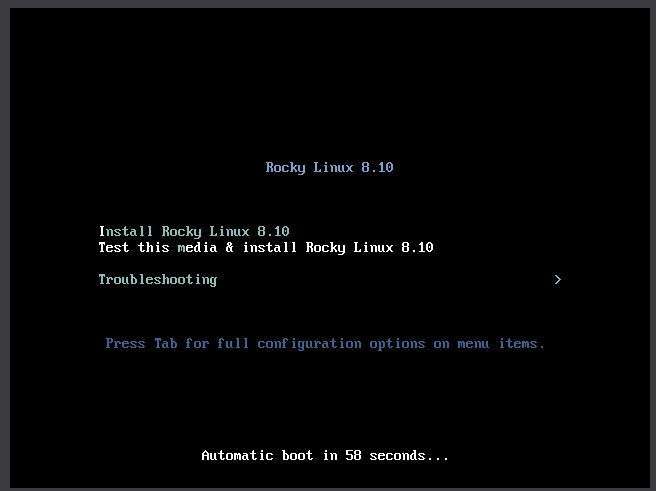 Rocky Linux 8.10
Install Rocky Linux 8.10
Test this media & install Rocky Linux 8.10
Troubleshooting >
Press Tab for full configuration options on menu items.
Automatic boot in 58 seconds...